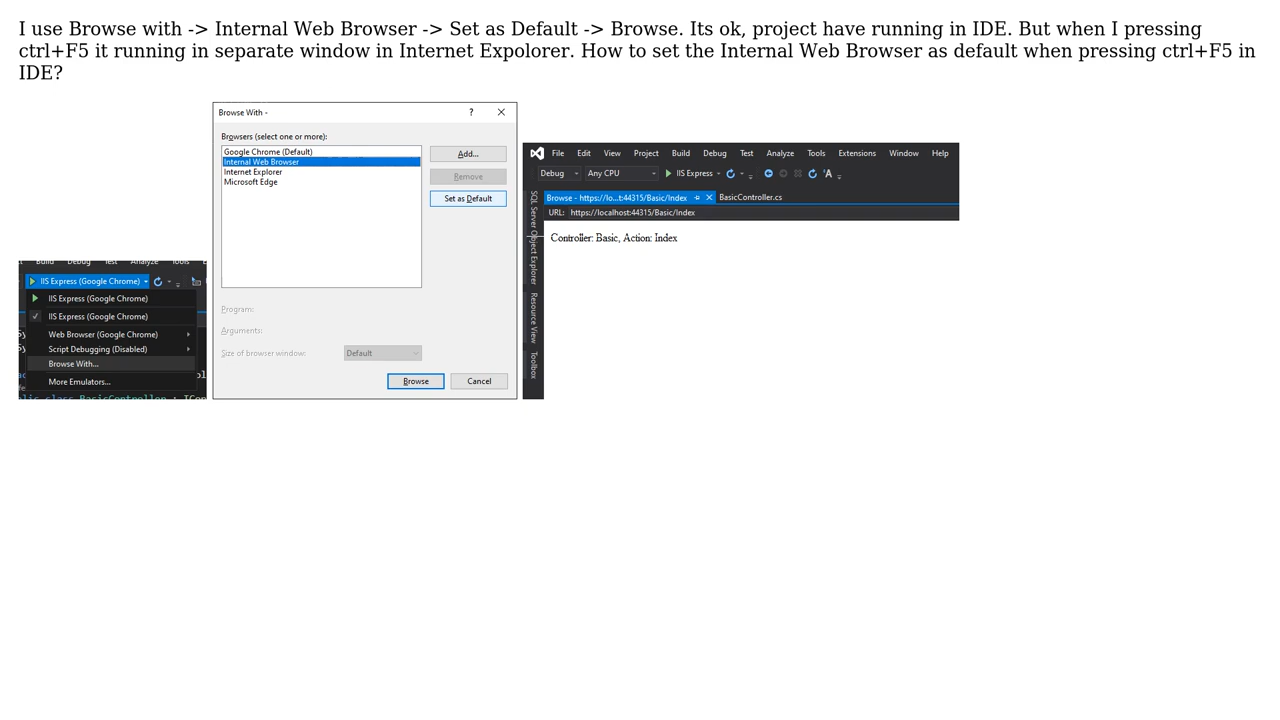 I use Browse with -> Internal Web Browser -> Set as Default -> Browse. Its ok, project have running in IDE. But when I pressing
ctrl+F5 it running in separate window in Internet Expolorer. How to set the Internal Web Browser as default when pressing ctrl+F5 in
IDE?
Browse With -
?
Browsers (select one or more):
Google Chrome (Default)
Internal Web Browser
Internet Explorer
Microsoft Edge
Add...
Remove
Set as Default
Program:
Arguments:
Size of browser window:
Default
Browse
Cancel
File Edit View Project Build Debug Test Analyze Tools Extensions Window Help
Debug Any CPU IIS Express
Browse - https://lo...t:44315/Basic/Index BasicController.cs
URL: https://localhost:44315/Basic/Index
Controller: Basic, Action: Index
SQL Server Object Explorer
Resource View
Toolbox
Build Debug Test Analyze Tools
IIS Express (Google Chrome)
IIS Express (Google Chrome)
IIS Express (Google Chrome)
Web Browser (Google Chrome)
Script Debugging (Disabled)
Browse With...
More Emulators...
class BasicController :